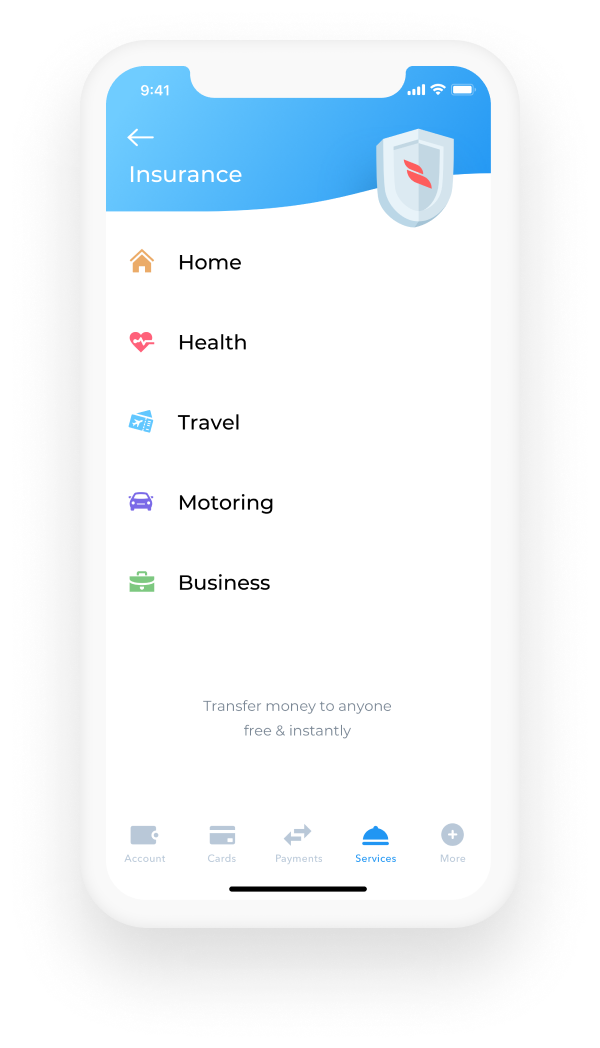 9:41
Insurance
Home
Health
Travel
Motoring
Business
Transfer money to anyone
free & instantly
Account
Cards
Payments
Services
More